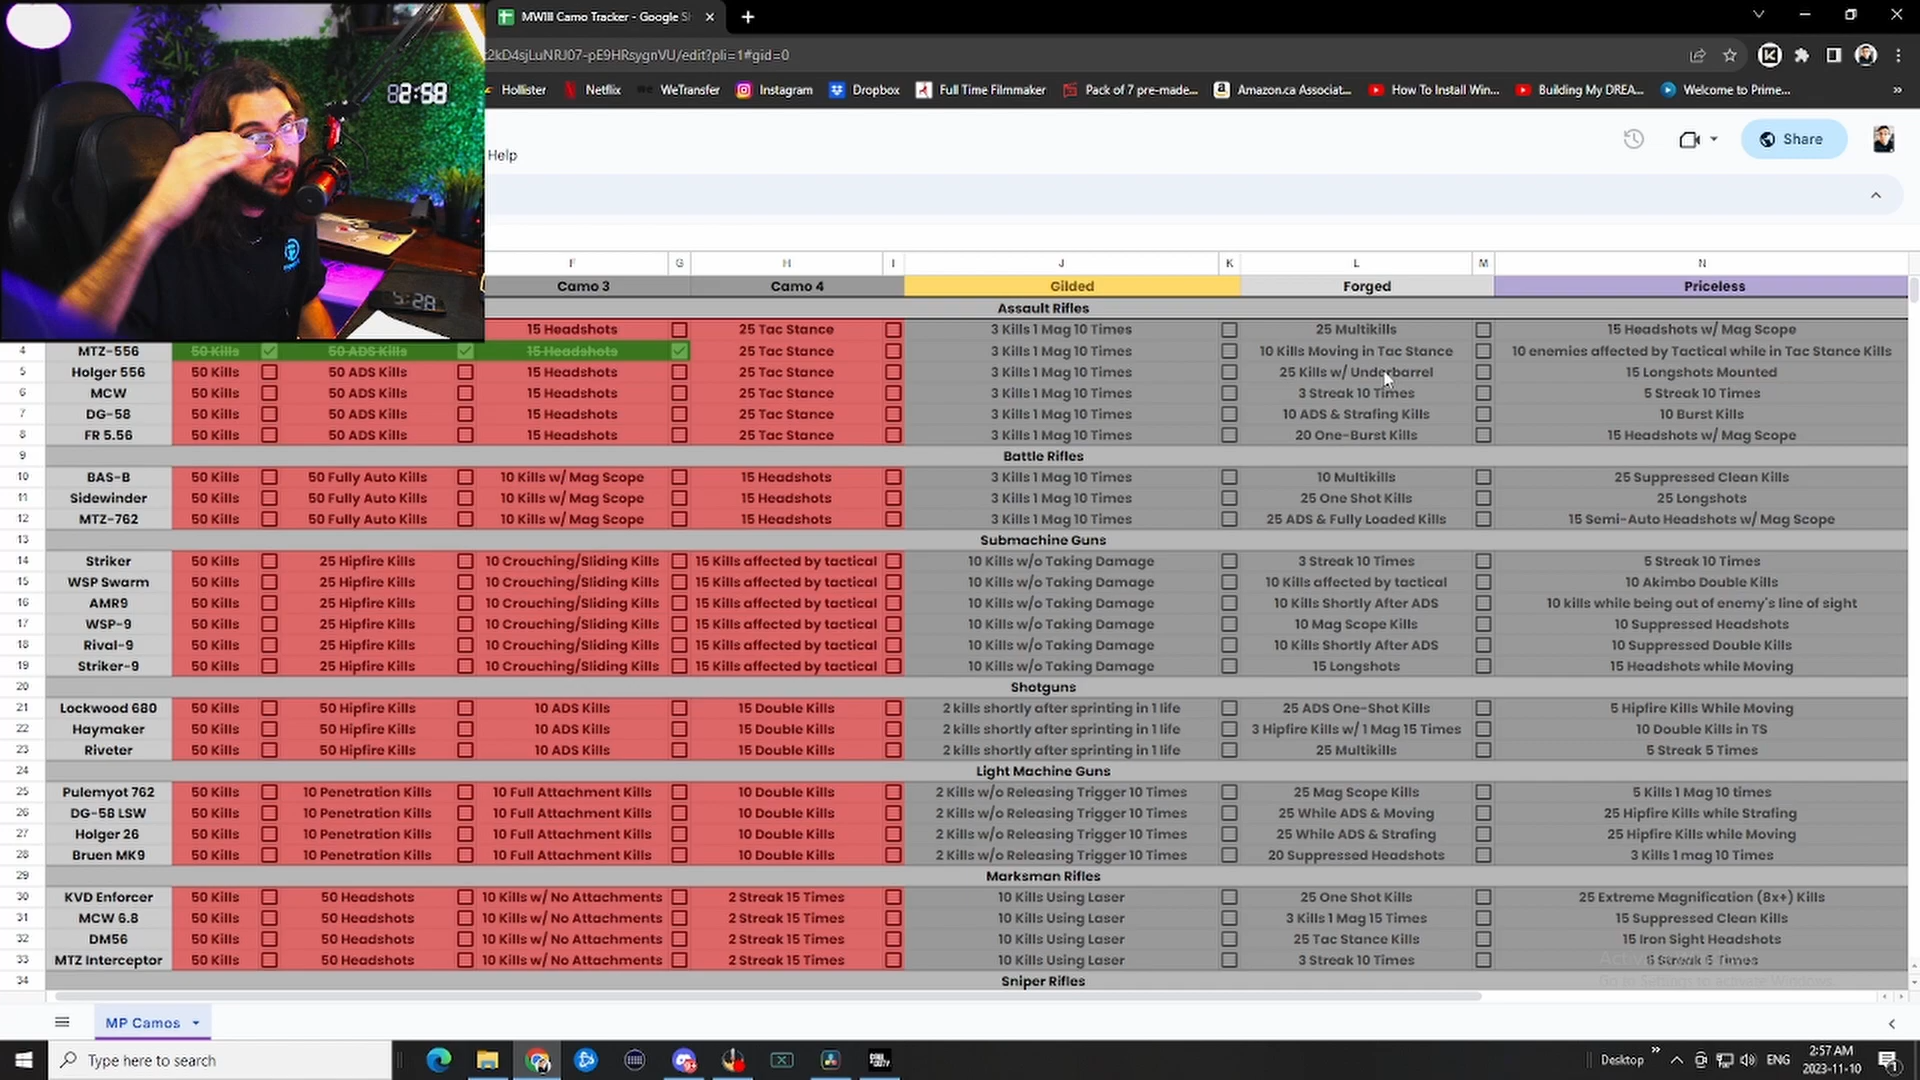 MWIII Camo Tracker - Google S
2kD4sjLuNRJ07-pE9HRsygnVU/edit?pli=1#gid=0
Hollister Netflix WeTransfer Instagram Dropbox Full Time Filmmaker Pack of 7 pre-made... Amazon.ca Associat... How To Install Win... Building My DREA... Welcome to Prime... »
2:58
5:28
Help
Share
F G H I J K L M N
Camo 3 Camo 4 Gilded Forged Priceless
Assault Rifles
15 Headshots 25 Tac Stance 3 Kills 1 Mag 10 Times 25 Multikills 15 Headshots w/ Mag Scope
4 MTZ-556 50 Kills 50 ADS Kills 15 Headshots 25 Tac Stance 3 Kills 1 Mag 10 Times 10 Kills Moving in Tac Stance 10 enemies affected by Tactical while in Tac Stance Kills
5 Holger 556 50 Kills 50 ADS Kills 15 Headshots 25 Tac Stance 3 Kills 1 Mag 10 Times 25 Kills w/ Underbarrel 15 Longshots Mounted
6 MCW 50 Kills 50 ADS Kills 15 Headshots 25 Tac Stance 3 Kills 1 Mag 10 Times 3 Streak 10 Times 5 Streak 10 Times
7 DG-58 50 Kills 50 ADS Kills 15 Headshots 25 Tac Stance 3 Kills 1 Mag 10 Times 10 ADS & Strafing Kills 10 Burst Kills
8 FR 5.56 50 Kills 50 ADS Kills 15 Headshots 25 Tac Stance 3 Kills 1 Mag 10 Times 20 One-Burst Kills 15 Headshots w/ Mag Scope
9 Battle Rifles
10 BAS-B 50 Kills 50 Fully Auto Kills 10 Kills w/ Mag Scope 15 Headshots 3 Kills 1 Mag 10 Times 10 Multikills 25 Suppressed Clean Kills
11 Sidewinder 50 Kills 50 Fully Auto Kills 10 Kills w/ Mag Scope 15 Headshots 3 Kills 1 Mag 10 Times 25 One Shot Kills 25 Longshots
12 MTZ-762 50 Kills 50 Fully Auto Kills 10 Kills w/ Mag Scope 15 Headshots 3 Kills 1 Mag 10 Times 25 ADS & Fully Loaded Kills 15 Semi-Auto Headshots w/ Mag Scope
13 Submachine Guns
14 Striker 50 Kills 25 Hipfire Kills 10 Crouching/Sliding Kills 15 Kills affected by tactical 10 Kills w/o Taking Damage 3 Streak 10 Times 5 Streak 10 Times
15 WSP Swarm 50 Kills 25 Hipfire Kills 10 Crouching/Sliding Kills 15 Kills affected by tactical 10 Kills w/o Taking Damage 10 Kills affected by tactical 10 Akimbo Double Kills
16 AMR9 50 Kills 25 Hipfire Kills 10 Crouching/Sliding Kills 15 Kills affected by tactical 10 Kills w/o Taking Damage 10 Kills Shortly After ADS 10 kills while being out of enemy's line of sight
17 WSP-9 50 Kills 25 Hipfire Kills 10 Crouching/Sliding Kills 15 Kills affected by tactical 10 Kills w/o Taking Damage 10 Mag Scope Kills 10 Suppressed Headshots
18 Rival-9 50 Kills 25 Hipfire Kills 10 Crouching/Sliding Kills 15 Kills affected by tactical 10 Kills w/o Taking Damage 10 Kills Shortly After ADS 10 Suppressed Double Kills
19 Striker-9 50 Kills 25 Hipfire Kills 10 Crouching/Sliding Kills 15 Kills affected by tactical 10 Kills w/o Taking Damage 15 Longshots 15 Headshots while Moving
20 Shotguns
21 Lockwood 680 50 Kills 50 Hipfire Kills 10 ADS Kills 15 Double Kills 2 kills shortly after sprinting in 1 life 25 ADS One-Shot Kills 5 Hipfire Kills While Moving
22 Haymaker 50 Kills 50 Hipfire Kills 10 ADS Kills 15 Double Kills 2 kills shortly after sprinting in 1 life 3 Hipfire Kills w/ 1 Mag 15 Times 10 Double Kills in TS
23 Riveter 50 Kills 50 Hipfire Kills 10 ADS Kills 15 Double Kills 2 kills shortly after sprinting in 1 life 25 Multikills 5 Streak 5 Times
24 Light Machine Guns
25 Pulemyot 762 50 Kills 10 Penetration Kills 10 Full Attachment Kills 10 Double Kills 2 Kills w/o Releasing Trigger 10 Times 25 Mag Scope Kills 5 Kills 1 Mag 10 times
26 DG-58 LSW 50 Kills 10 Penetration Kills 10 Full Attachment Kills 10 Double Kills 2 Kills w/o Releasing Trigger 10 Times 25 While ADS & Moving 25 Hipfire Kills while Strafing
27 Holger 26 50 Kills 10 Penetration Kills 10 Full Attachment Kills 10 Double Kills 2 Kills w/o Releasing Trigger 10 Times 25 While ADS & Strafing 25 Hipfire Kills while Moving
28 Bruen MK9 50 Kills 10 Penetration Kills 10 Full Attachment Kills 10 Double Kills 2 Kills w/o Releasing Trigger 10 Times 20 Suppressed Headshots 3 Kills 1 mag 10 Times
29 Marksman Rifles
30 KVD Enforcer 50 Kills 50 Headshots 10 Kills w/ No Attachments 2 Streak 15 Times 10 Kills Using Laser 25 One Shot Kills 25 Extreme Magnification (8x+) Kills
31 MCW 6.8 50 Kills 50 Headshots 10 Kills w/ No Attachments 2 Streak 15 Times 10 Kills Using Laser 3 Kills 1 Mag 15 Times 15 Suppressed Clean Kills
32 DM56 50 Kills 50 Headshots 10 Kills w/ No Attachments 2 Streak 15 Times 10 Kills Using Laser 25 Tac Stance Kills 15 Iron Sight Headshots
33 MTZ Interceptor 50 Kills 50 Headshots 10 Kills w/ No Attachments 2 Streak 15 Times 10 Kills Using Laser 3 Streak 10 Times Streak 5 Times
34 Sniper Rifles
Go to Settings to activate Windows.
MP Camos
Type here to search
Desktop » ENG 2:57 AM
2023-11-10